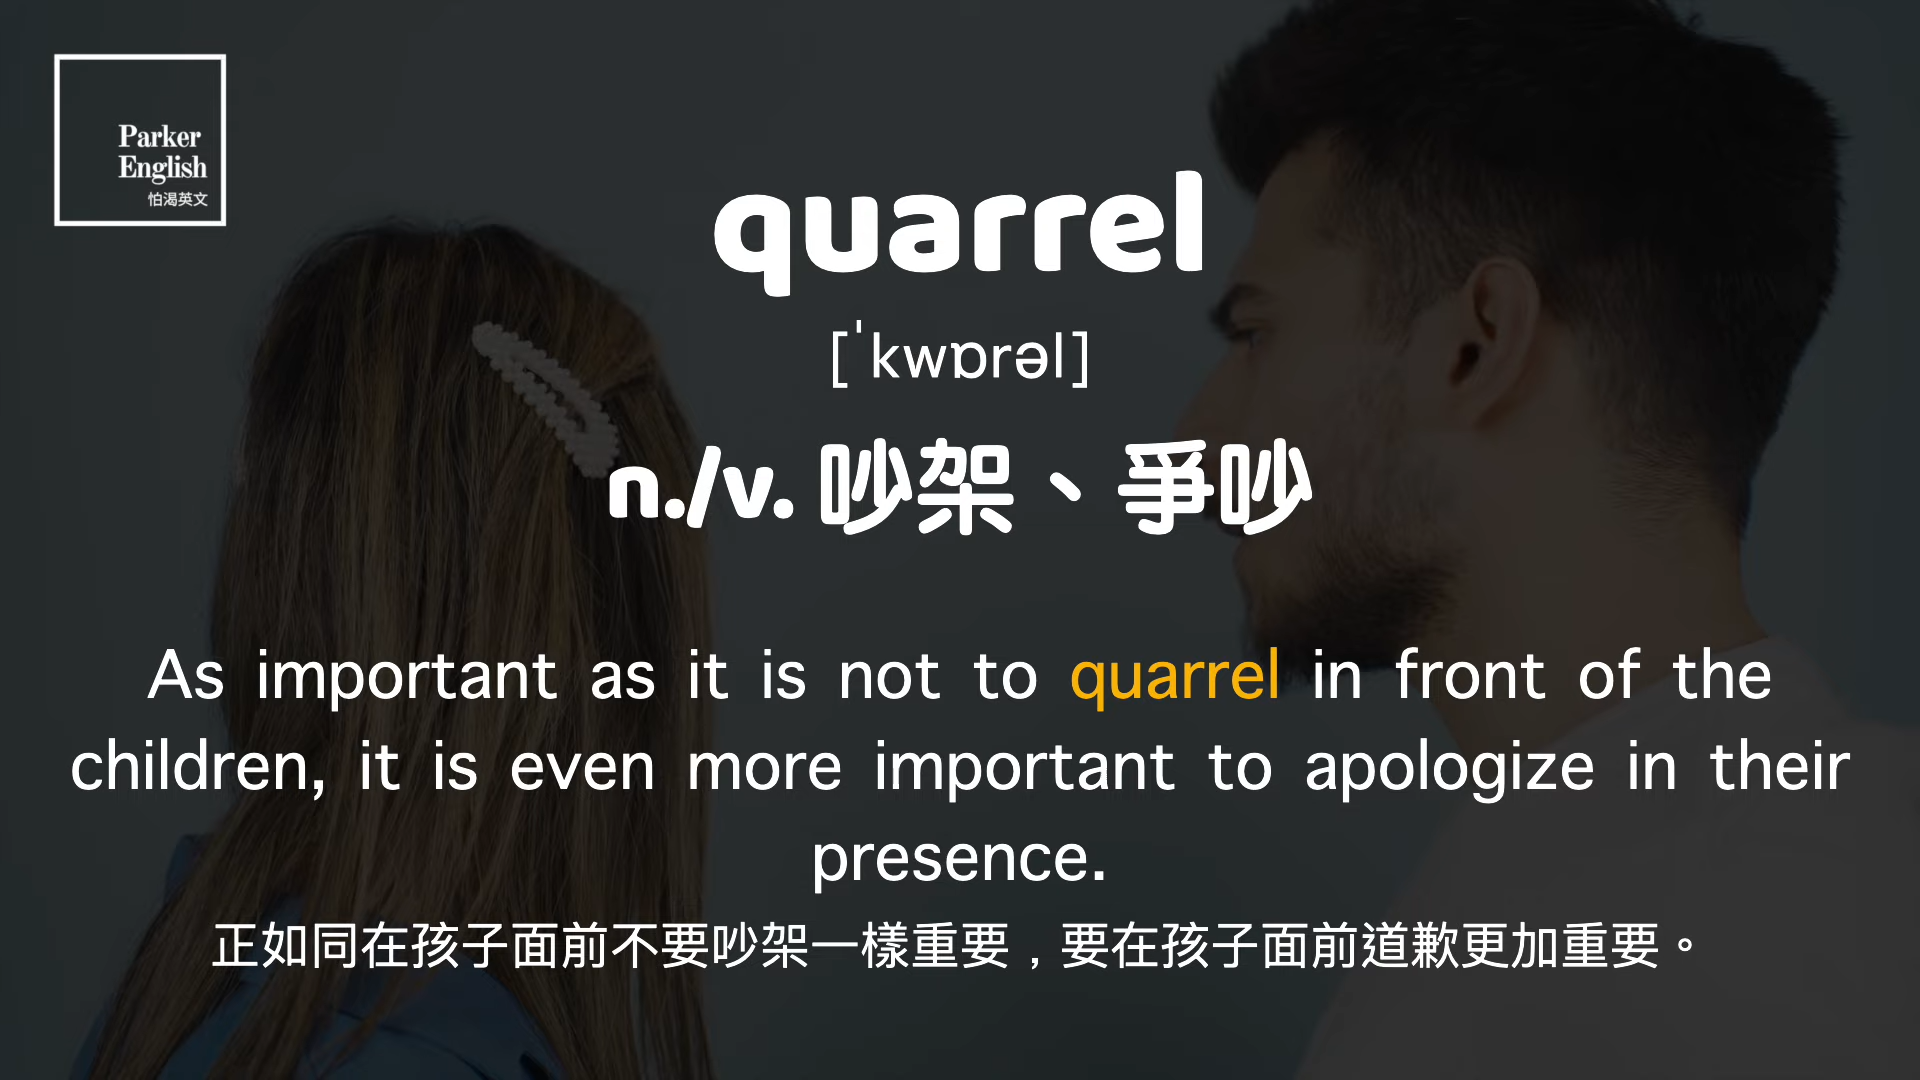 Parker
English
怕渴英文
quarrel
[ˈkwɒrəl]
n./v. 吵架、爭吵
As important as it is not to quarrel in front of the
children, it is even more important to apologize in their
presence.
正如同在孩子面前不要吵架一樣重要，要在孩子面前道歉更加重要。